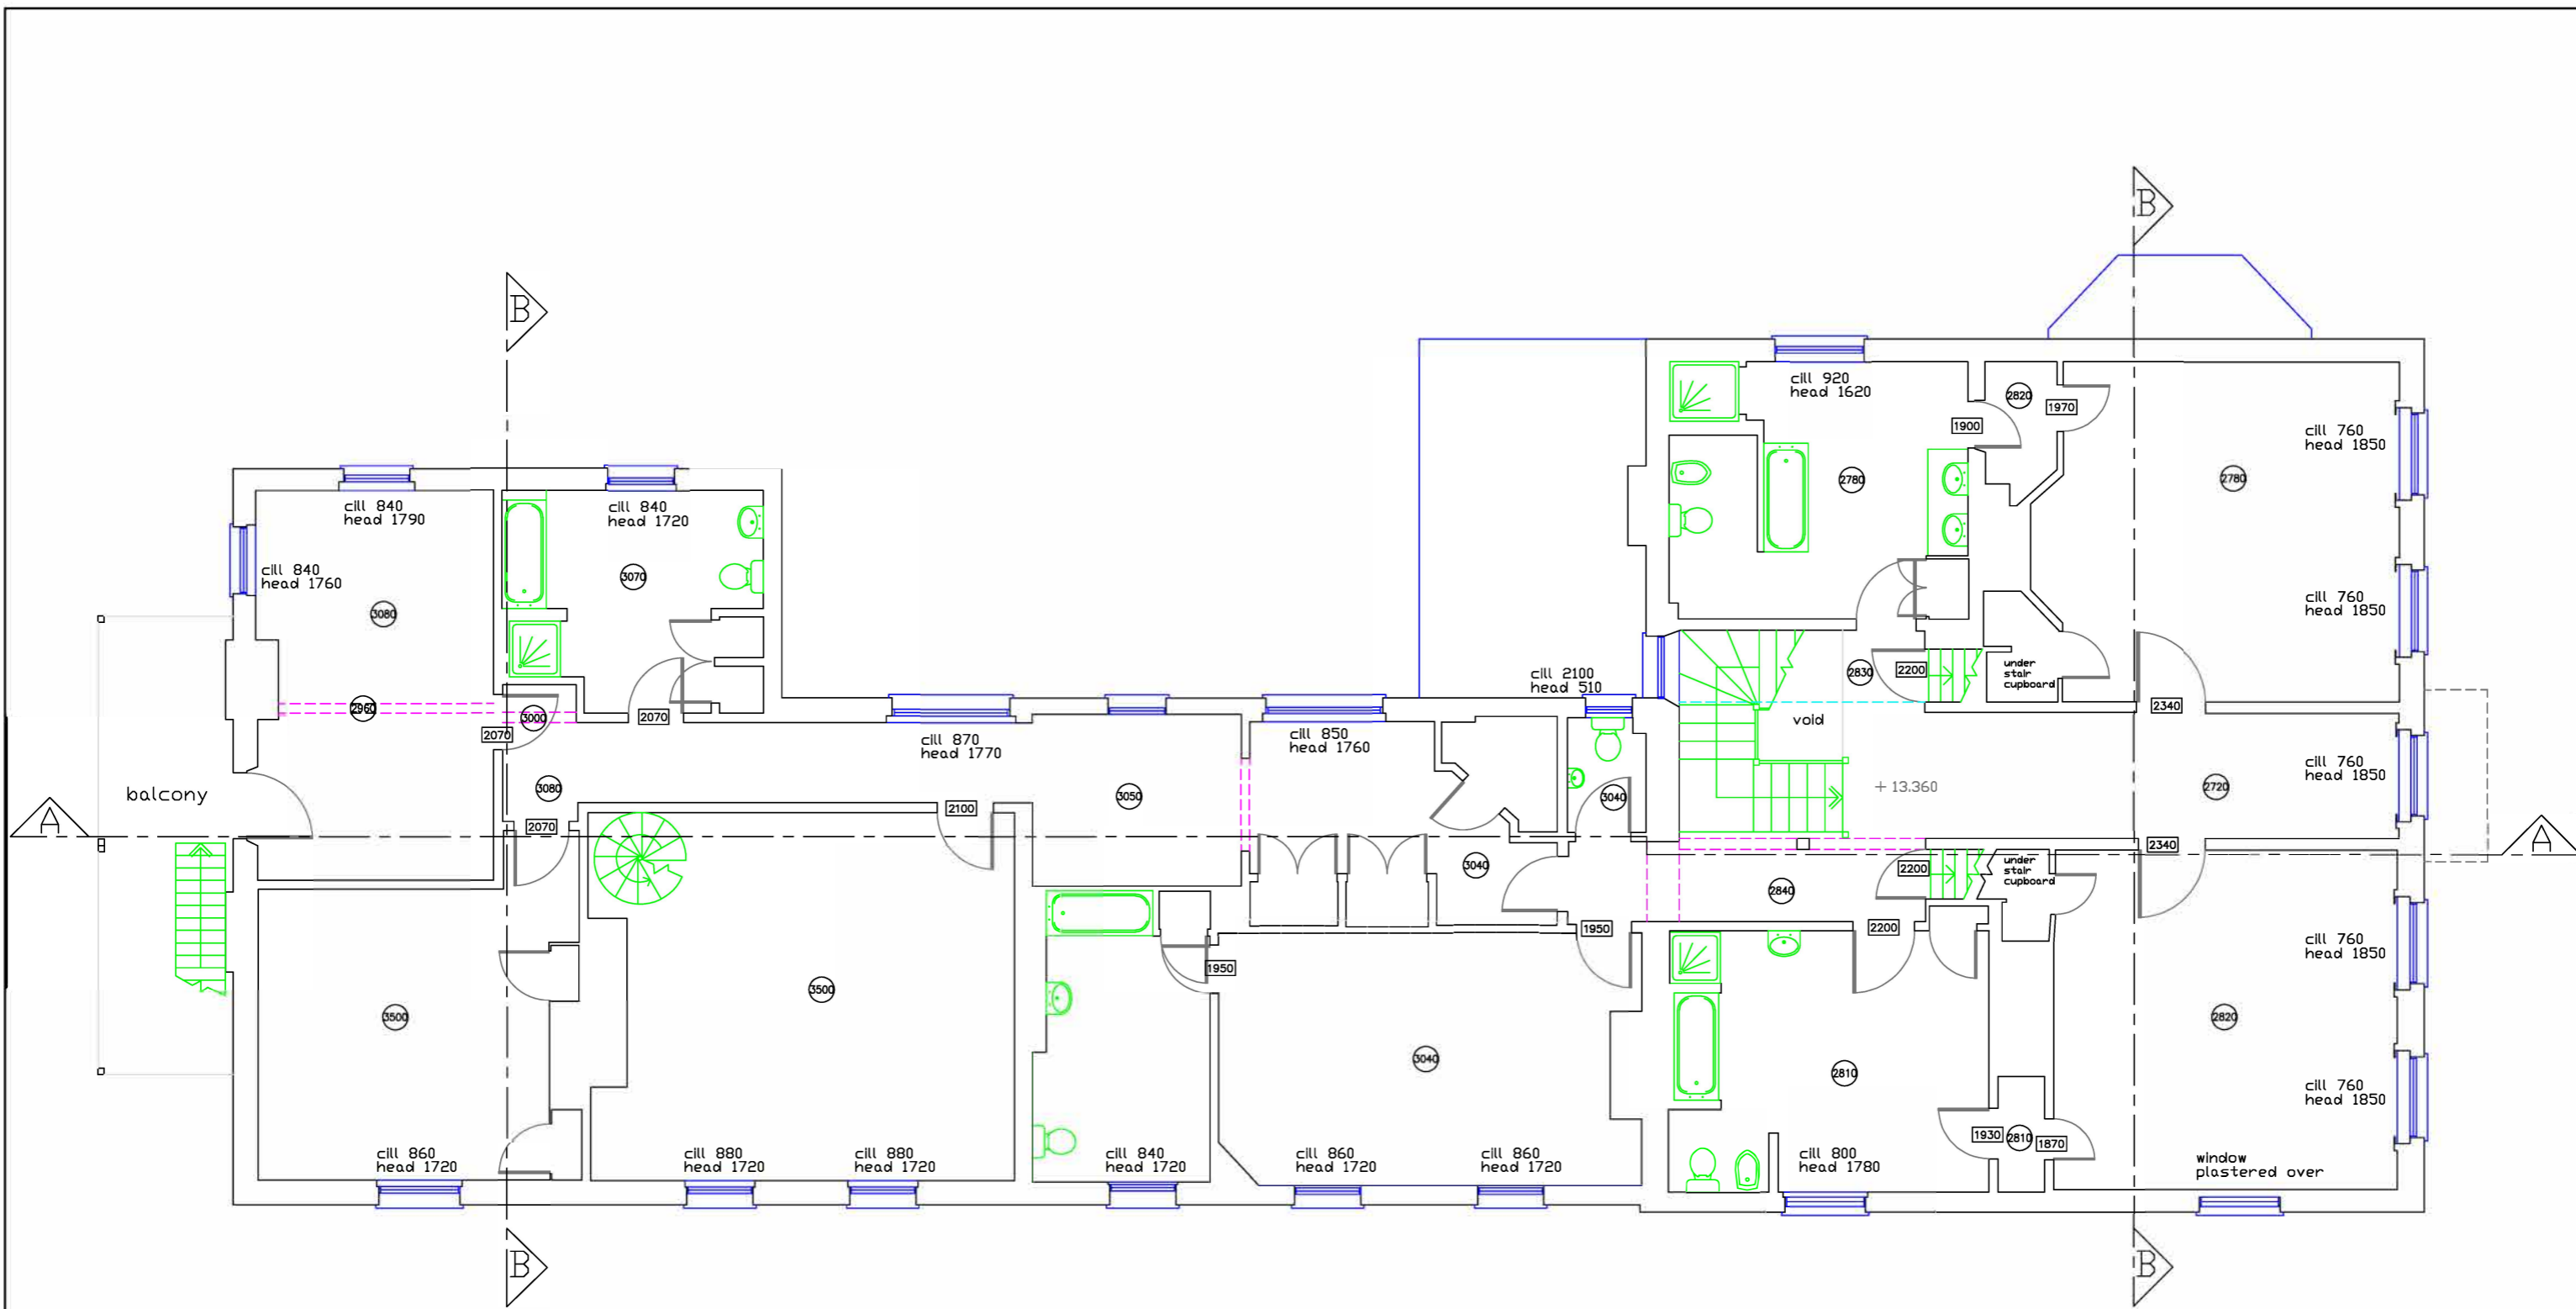 B
B
cill 920
head 1620
2820
1970
1900
cill 760
head 1850
2780
2780
cill 840
head 1790
cill 840
head 1720
cill 840
head 1760
3070
3080
cill 760
head 1850
2960
3000
2070
2070
cill 2100
head 510
2830
2200
under
stair
cupboard
2340
void
cill 870
head 1770
cill 850
head 1760
cill 760
head 1850
balcony
3080
2100
3050
3040
+ 13.360
2720
A
2070
2340
A
3040
2200
under
stair
cupboard
2840
1950
2200
1950
cill 760
head 1850
3500
3500
3040
2810
2820
cill 760
head 1850
1930
2810
1870
cill 860
head 1720
cill 880
head 1720
cill 880
head 1720
cill 840
head 1720
cill 860
head 1720
cill 860
head 1720
cill 800
head 1780
window
plastered over
B
B